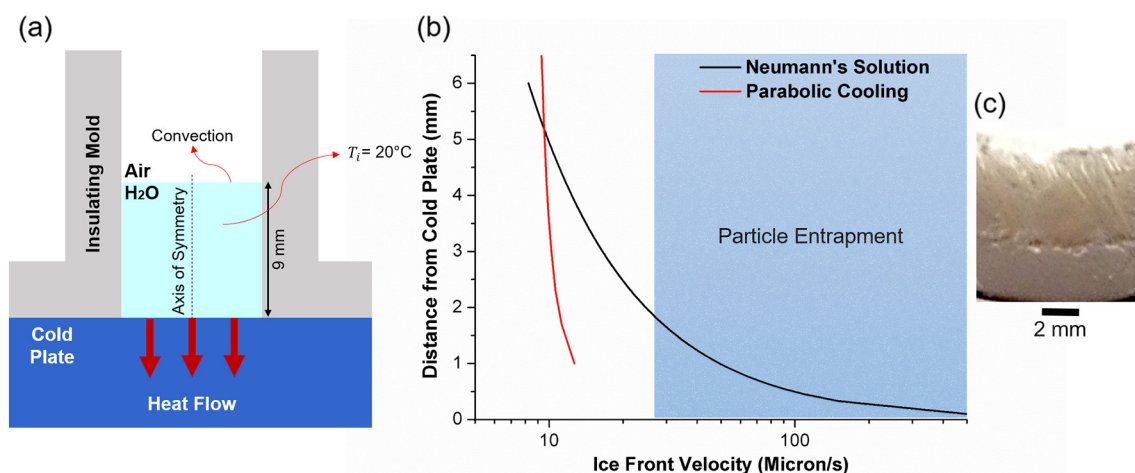 (a)
Insulating Mold
Convection
Tᵢ= 20°C
Air
H₂O
Axis of Symmetry
9 mm
Cold
Plate
Heat Flow
(b)
Neumann's Solution
Parabolic Cooling
Particle Entrapment
Distance from Cold Plate (mm)
6
5
4
3
2
1
0
10
100
Ice Front Velocity (Micron/s)
(c)
2 mm